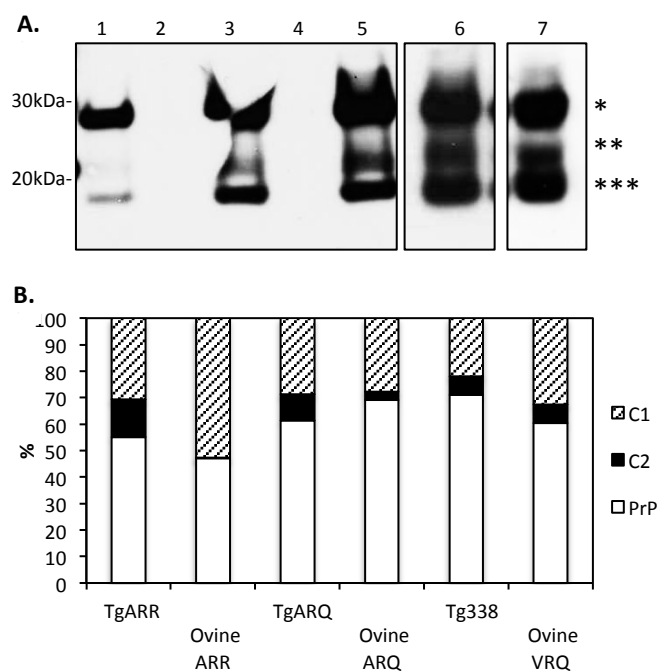 A.
1 2 3 4 5 6 7
30kDa- *
**
20kDa- ***
B.
00
90
80
70
60
50
40
30
20
10
0
%
C1
C2
PrP
TgARR TgARQ Tg338
Ovine Ovine Ovine
ARR ARQ VRQ